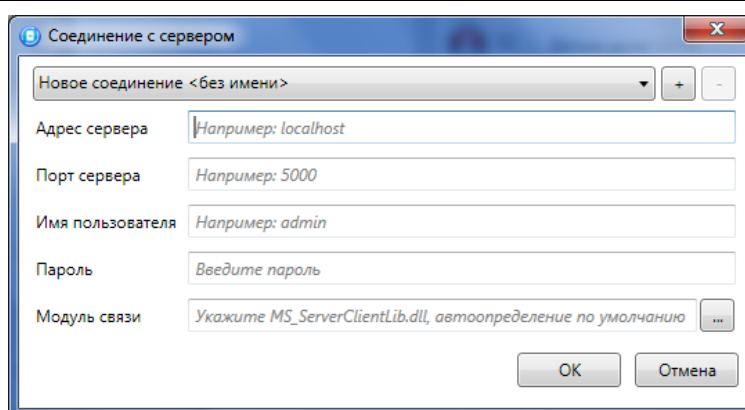 Соединение с сервером
Новое соединение <без имени>
+
-
Адрес сервера
Например: localhost
Порт сервера
Например: 5000
Имя пользователя
Например: admin
Пароль
Введите пароль
Модуль связи
Укажите MS_ServerClientLib.dll, автоопределение по умолчанию
...
OK
Отмена